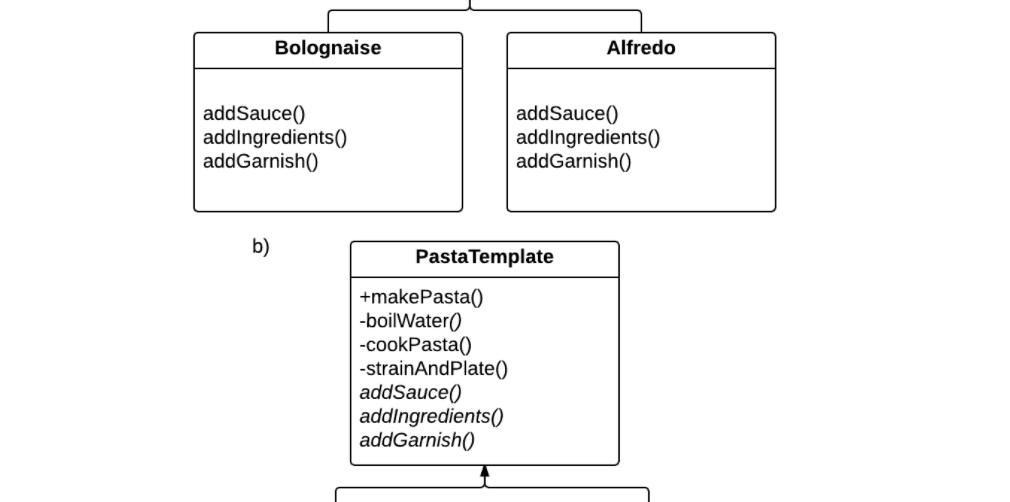 Bolognaise
addSauce()
addIngredients()
addGarnish()
Alfredo
addSauce()
addIngredients()
addGarnish()
b)
PastaTemplate
+makePasta()
-boilWater()
-cookPasta()
-strainAndPlate()
addSauce()
addIngredients()
addGarnish()